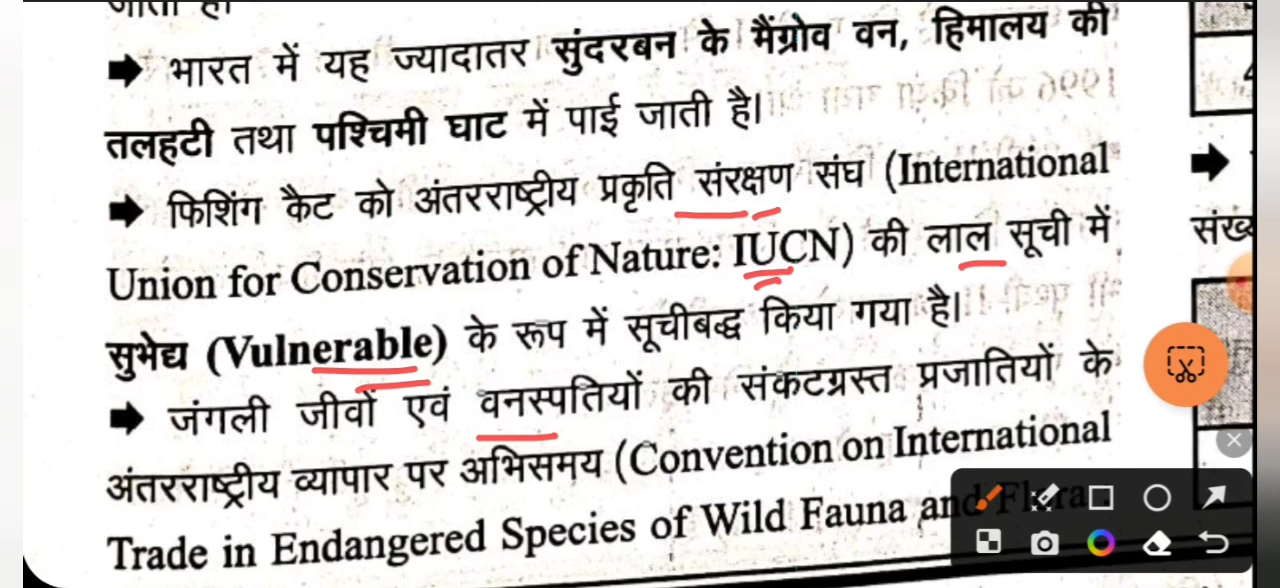 जाता है।
➡ भारत में यह ज्यादातर सुंदरबन के मैंग्रोव वन, हिमालय की
तलहटी तथा पश्चिमी घाट में पाई जाती है।
➡ फिशिंग कैट को अंतरराष्ट्रीय प्रकृति संरक्षण संघ (International
Union for Conservation of Nature: IUCN) की लाल सूची में
सुभेद्य (Vulnerable) के रूप में सूचीबद्ध किया गया है।
➡ जंगली जीवों एवं वनस्पतियों की संकटग्रस्त प्रजातियों के
अंतरराष्ट्रीय व्यापार पर अभिसमय (Convention on International
Trade in Endangered Species of Wild Fauna and Flora